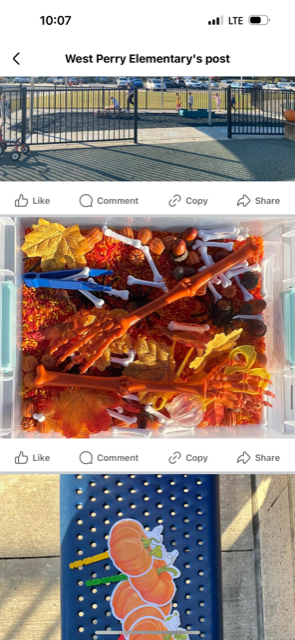 10:07
LTE
West Perry Elementary's post
Like Comment Copy Share
Like Comment Copy Share